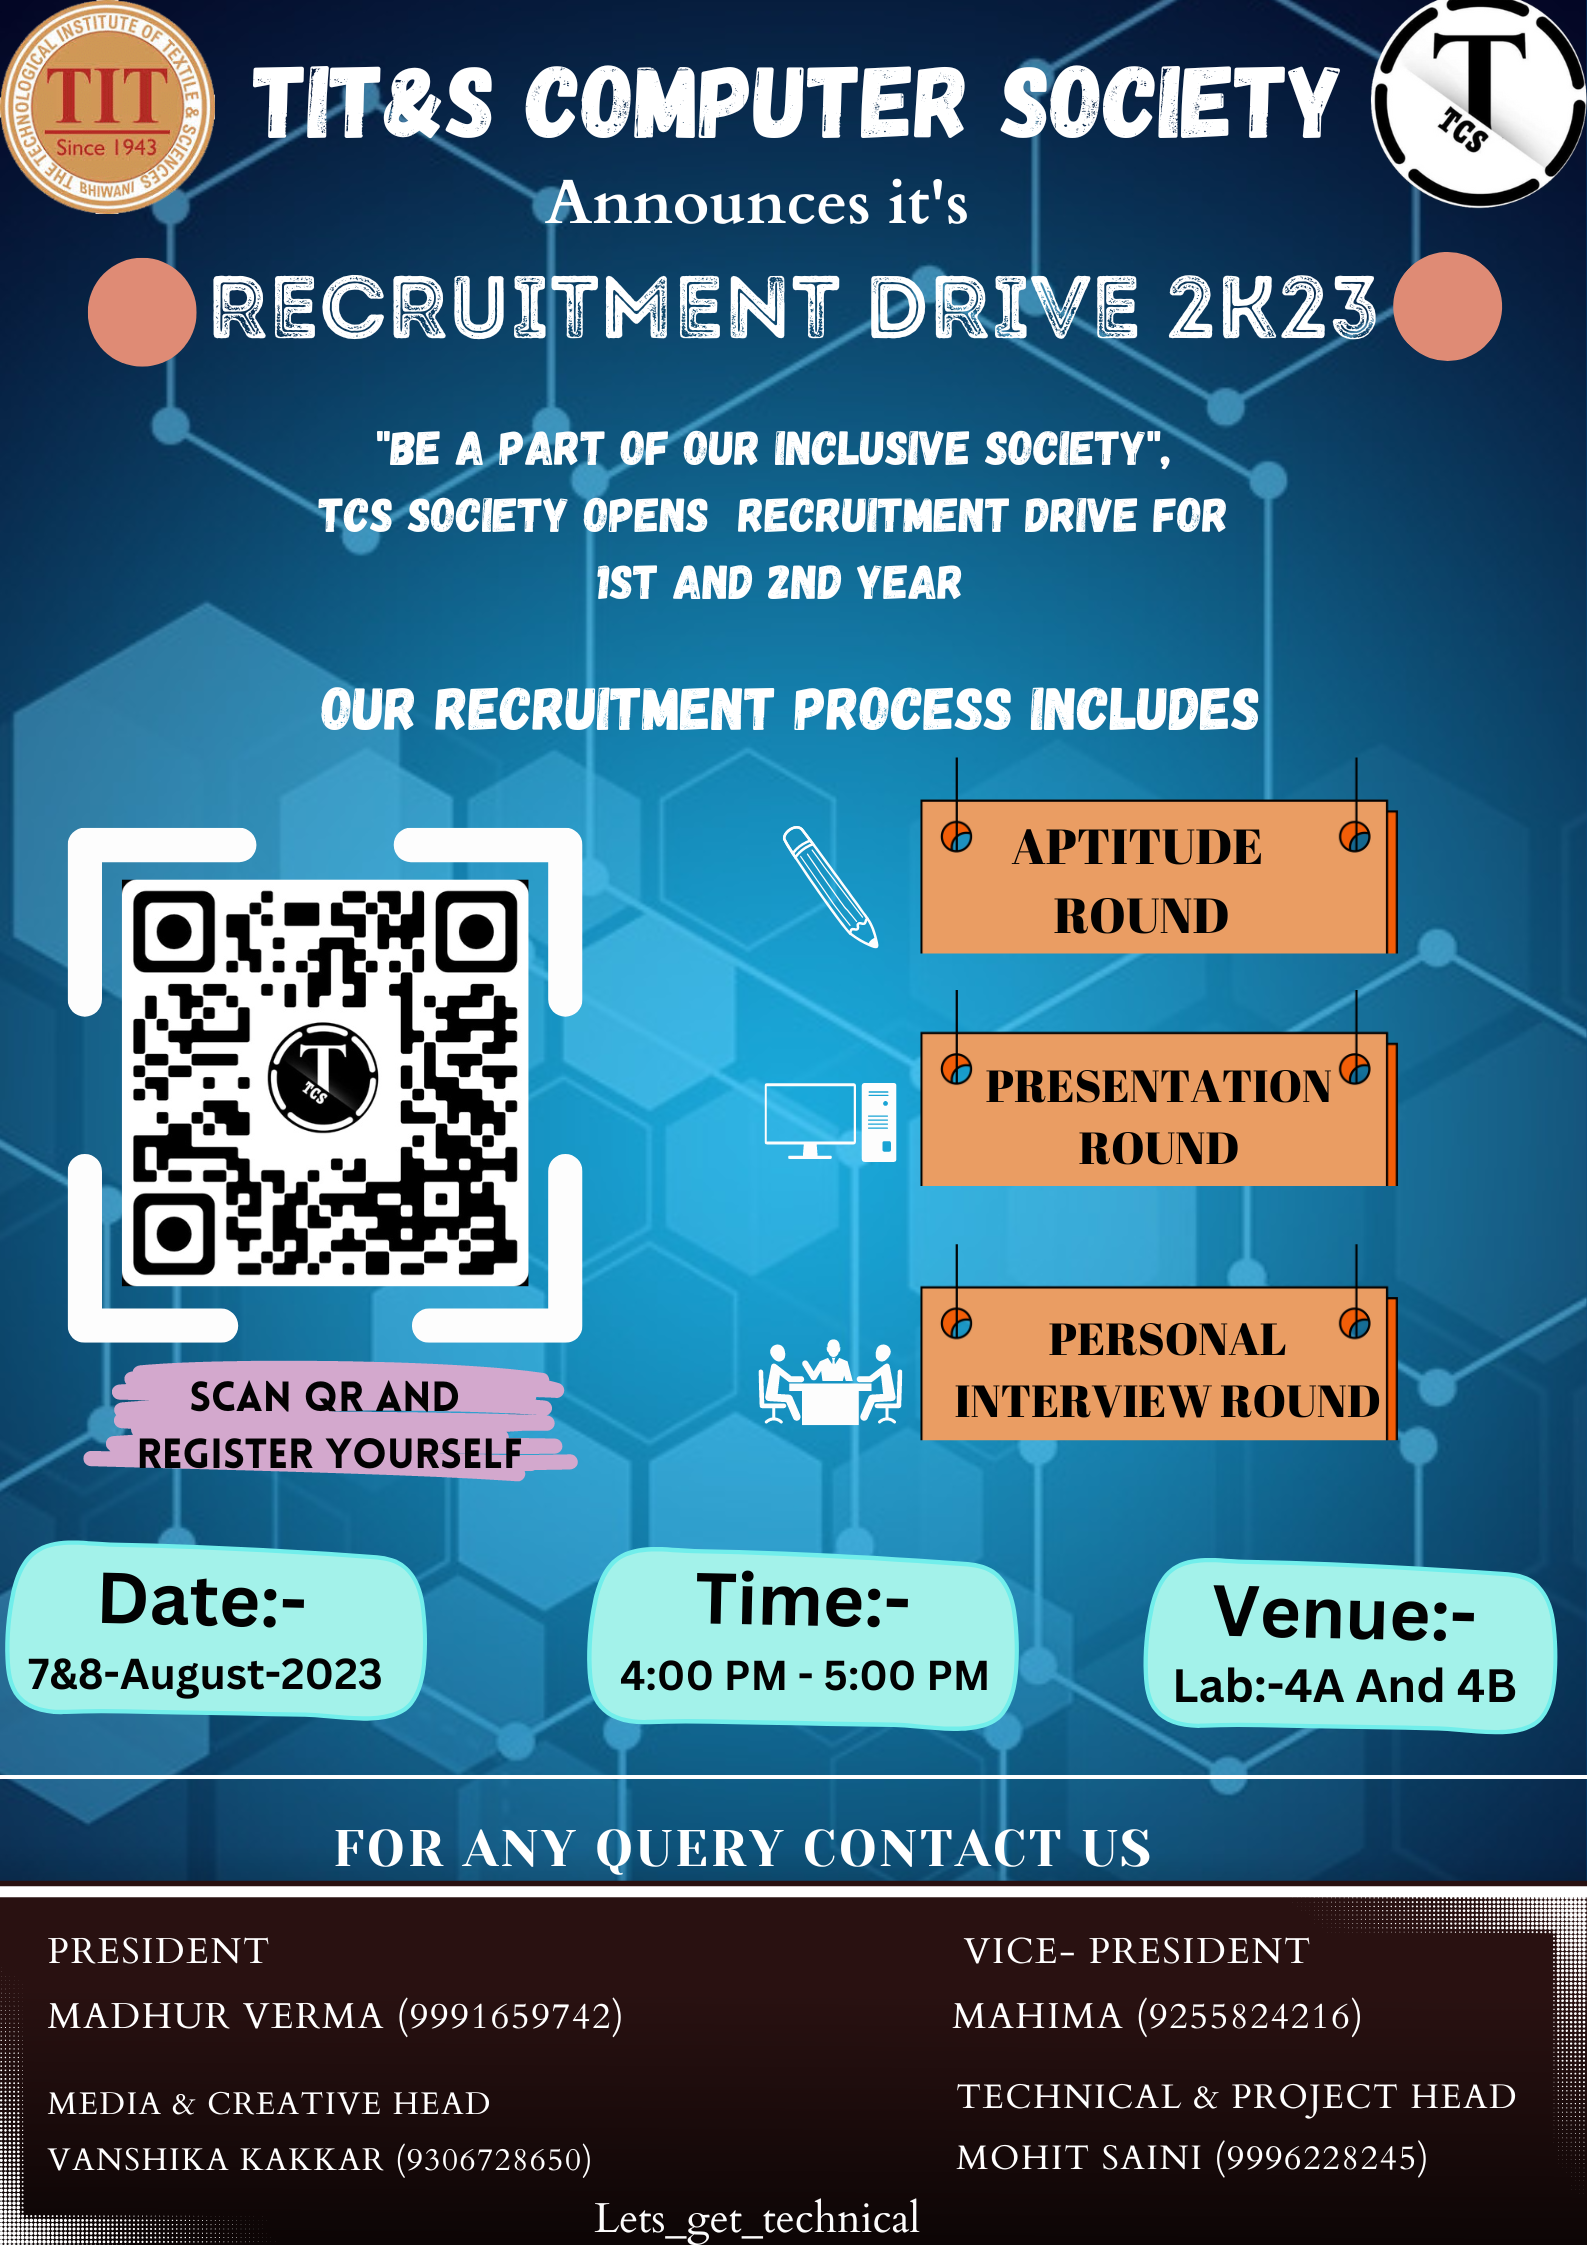 THE TECHNOLOGICAL INSTITUTE OF TEXTILE & SCIENCES
TIT
Since 1943
BHIWANI
TIT&S COMPUTER SOCIETY
T
TCS
Announces it's
RECRUITMENT DRIVE 2K23
"BE A PART OF OUR INCLUSIVE SOCIETY",
TCS SOCIETY OPENS RECRUITMENT DRIVE FOR
1ST AND 2ND YEAR
OUR RECRUITMENT PROCESS INCLUDES
APTITUDE
ROUND
PRESENTATION
ROUND
PERSONAL
INTERVIEW ROUND
T
TCS
SCAN QR AND
REGISTER YOURSELF
Date:-
7&8-August-2023
Time:-
4:00 PM - 5:00 PM
Venue:-
Lab:-4A And 4B
FOR ANY QUERY CONTACT US
PRESIDENT
MADHUR VERMA (9991659742)
VICE- PRESIDENT
MAHIMA (9255824216)
MEDIA & CREATIVE HEAD
VANSHIKA KAKKAR (9306728650)
TECHNICAL & PROJECT HEAD
MOHIT SAINI (9996228245)
Lets_get_technical